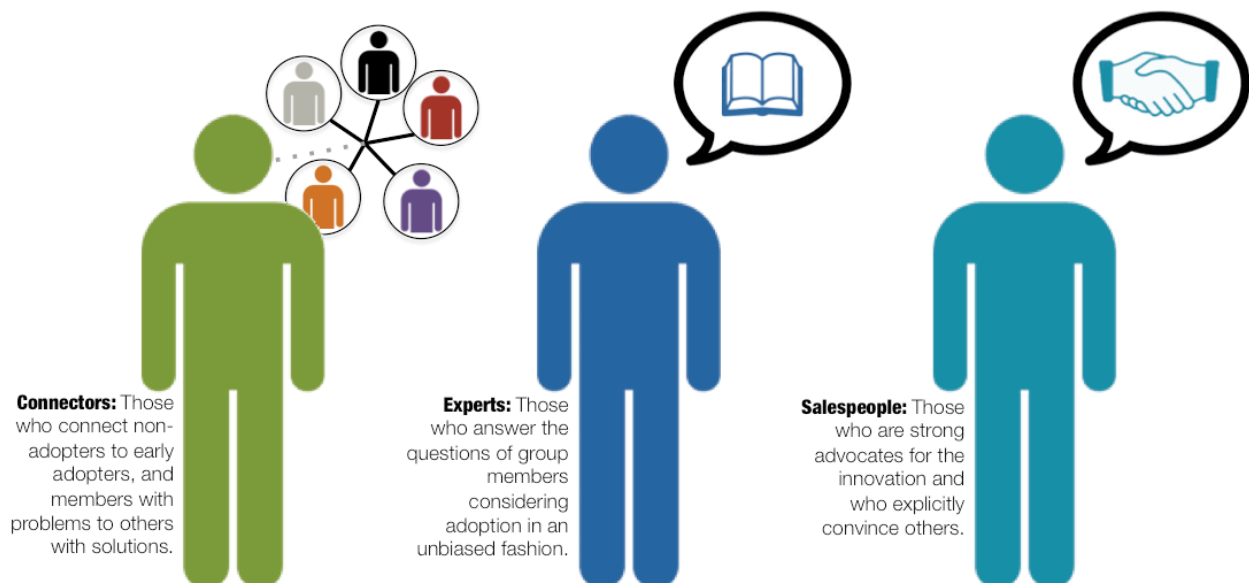 Connectors: Those
who connect non-
adopters to early
adopters, and
members with
problems to others
with solutions.
Experts: Those
who answer the
questions of group
members
considering
adoption in an
unbiased fashion.
Salespeople: Those
who are strong
advocates for the
innovation and
who explicitly
convince others.